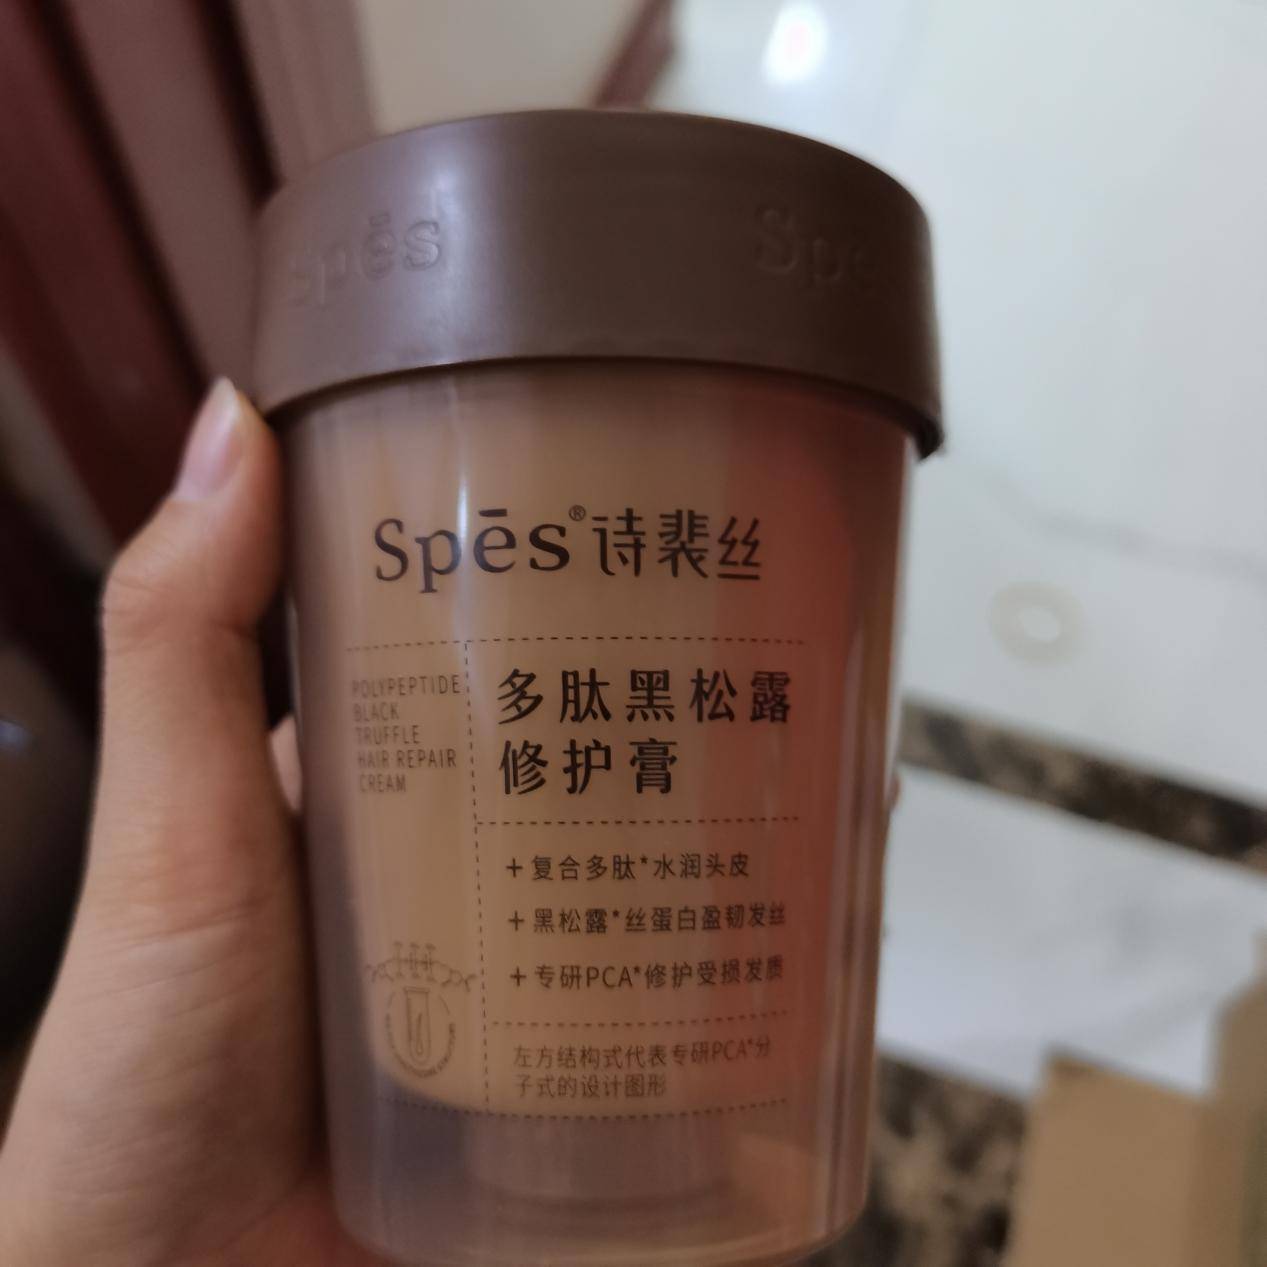 Spēs
Spe
Spēs® 诗裴丝
POLYPEPTIDE
BLACK
TRUFFLE
HAIR REPAIR
CREAM
多肽黑松露
修护膏
+复合多肽*水润头皮
+黑松露*丝蛋白盈韧发丝
+专研PCA*修护受损发质
左方结构式代表专研PCA*分
子式的设计图形